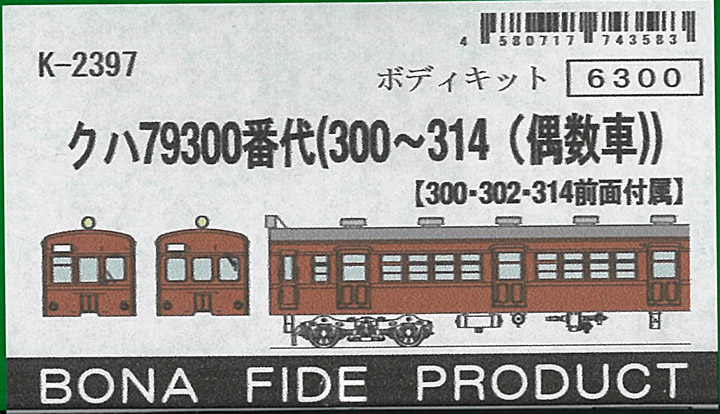 4 580717 743583
K-2397
ボディキット 6300
クハ79300番代(300～314（偶数車))
【300・302・314前面付属】
BONA FIDE PRODUCT